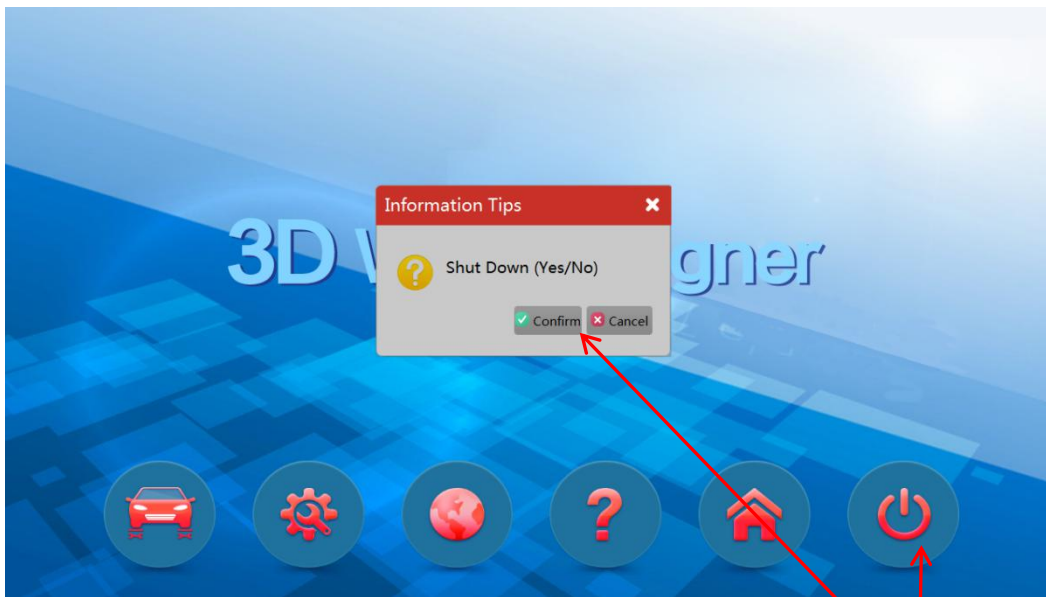 Information Tips
3D
gner
Shut Down (Yes/No)
Confirm Cancel